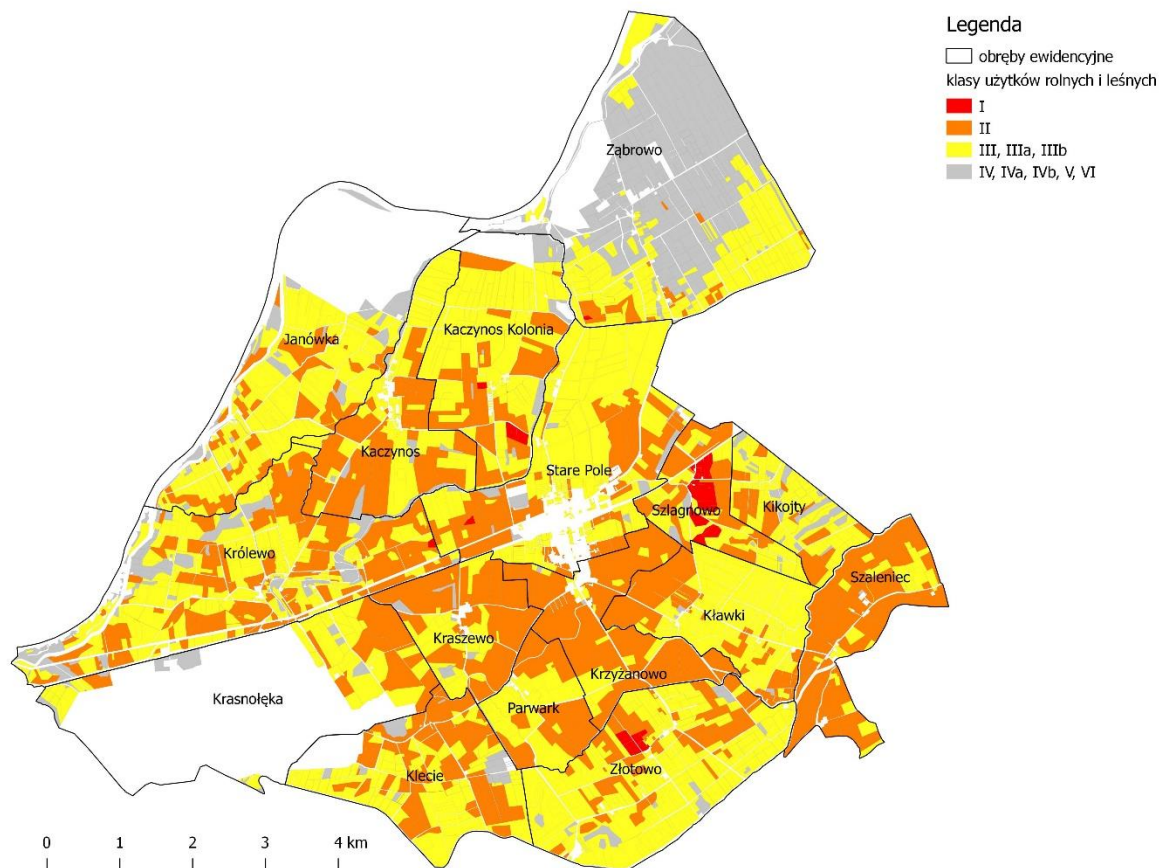 Legenda
obręby ewidencyjne
klasy użytków rolnych i leśnych
I
II
III, IIIa, IIIb
IV, IVa, IVb, V, VI
Ząbrowo
Kaczynos Kolonia
Janówka
Kaczynos
Stare Pole
Szlagnowo
Kikojty
Królewo
Szaleniec
Kławki
Kraszewo
Krzyżanowo
Krasnołęka
Parwark
Klecie
Złotowo
0 1 2 3 4 km